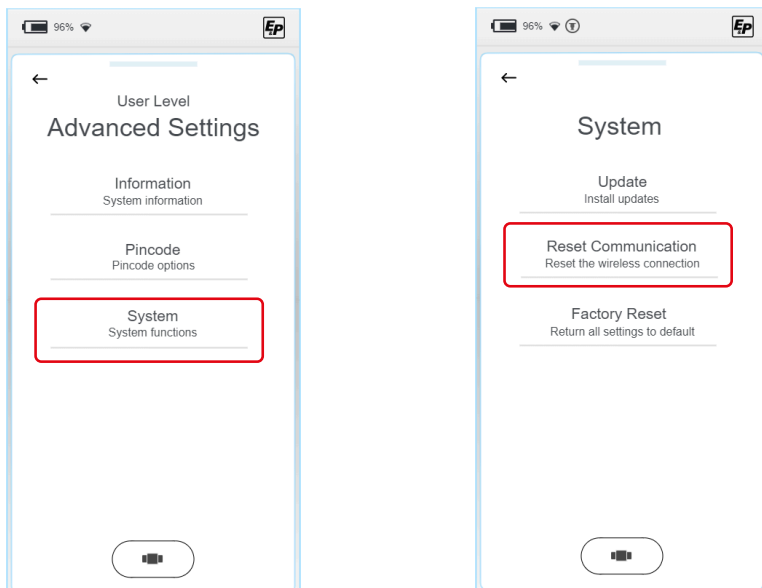 96%
EP
User Level
Advanced Settings
Information
System information
Pincode
Pincode options
System
System functions
96% T
EP
System
Update
Install updates
Reset Communication
Reset the wireless connection
Factory Reset
Return all settings to default